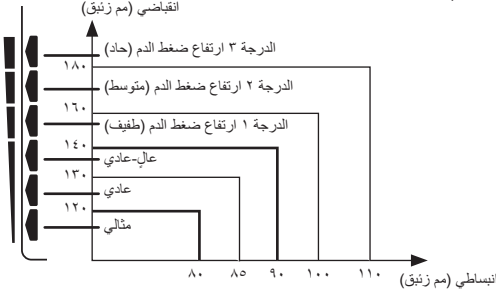 انقباضي (مم زئبق)
الدرجة ٣ ارتفاع ضغط الدم (حاد)
١٨٠
الدرجة ٢ ارتفاع ضغط الدم (متوسط)
١٦٠
الدرجة ١ ارتفاع ضغط الدم (طفيف)
١٤٠
عالٍ-عادي
١٣٠
عادي
١٢٠
مثالي
٨٠ ٨٥ ٩٠ ١٠٠ ١١٠
انبساطي (مم زئبق)